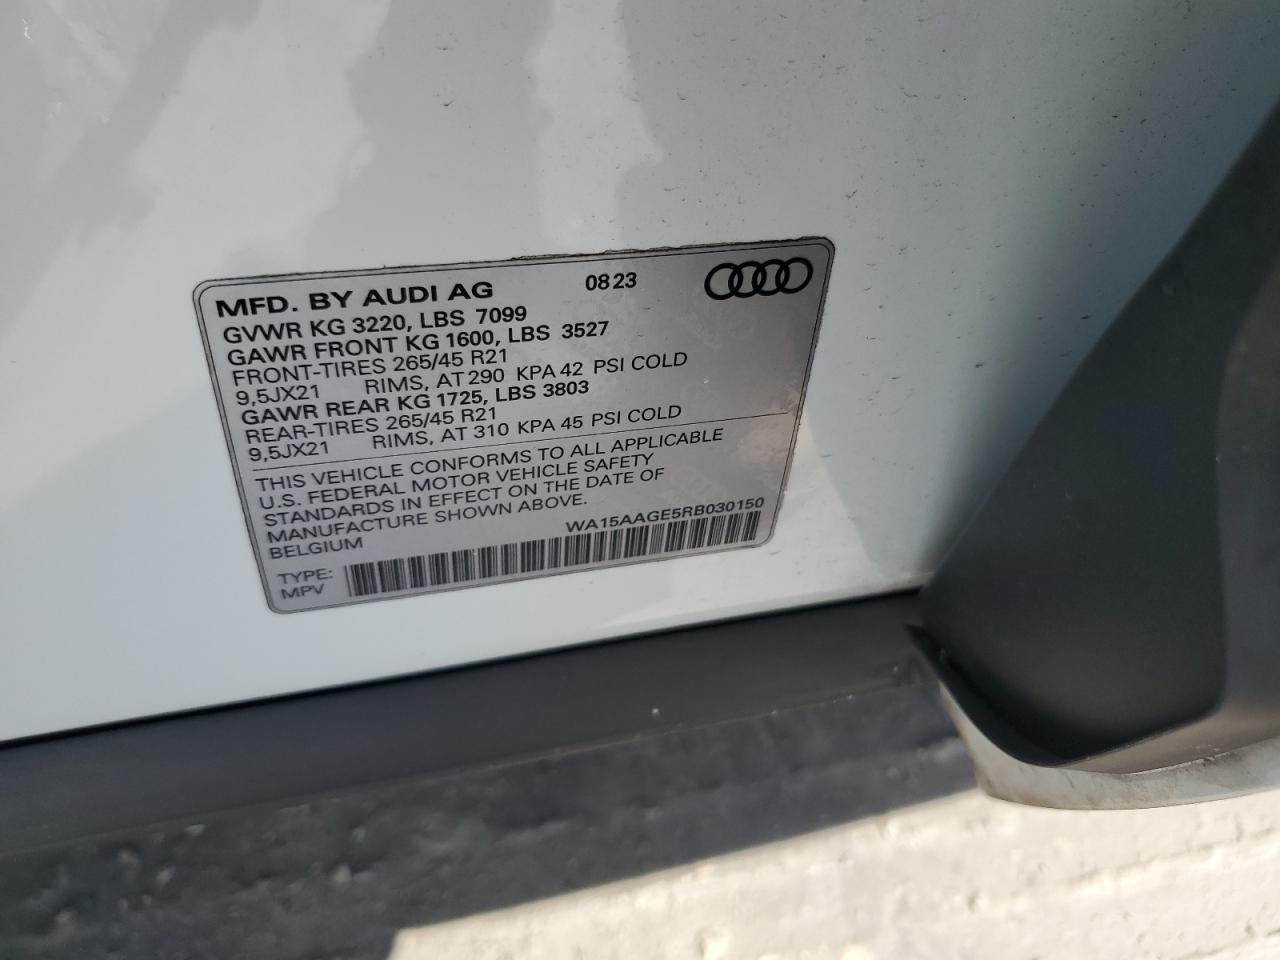 MFD. BY AUDI AG 08 23
GVWR KG 3220, LBS 7099
GAWR FRONT KG 1600, LBS 3527
FRONT-TIRES 265/45 R21
9,5JX21 RIMS, AT 290 KPA 42 PSI COLD
GAWR REAR KG 1725, LBS 3803
REAR-TIRES 265/45 R21
9,5JX21 RIMS, AT 310 KPA 45 PSI COLD
THIS VEHICLE CONFORMS TO ALL APPLICABLE
U.S. FEDERAL MOTOR VEHICLE SAFETY
STANDARDS IN EFFECT ON THE DATE OF
MANUFACTURE SHOWN ABOVE.
BELGIUM WA15AAGE5RB030150
TYPE:
MPV